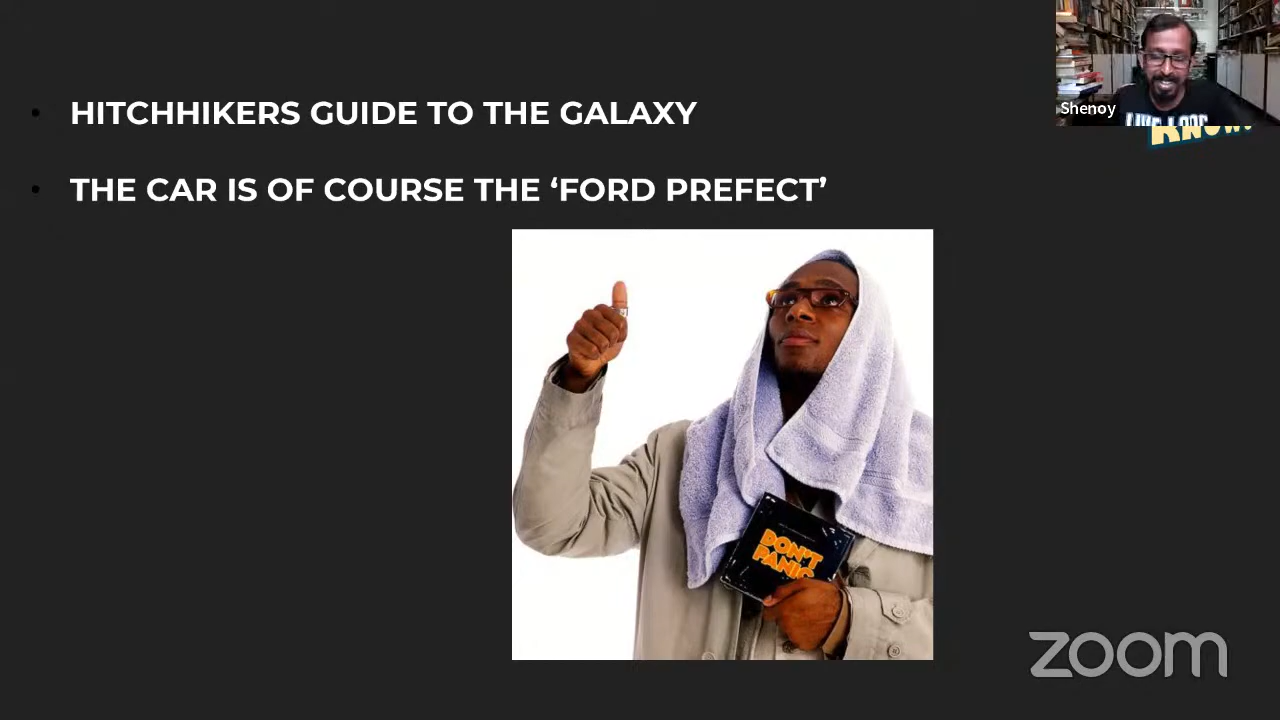 HITCHHIKERS GUIDE TO THE GALAXY
THE CAR IS OF COURSE THE ‘FORD PREFECT’
Shenoy
DON'T
PANIC
zoom